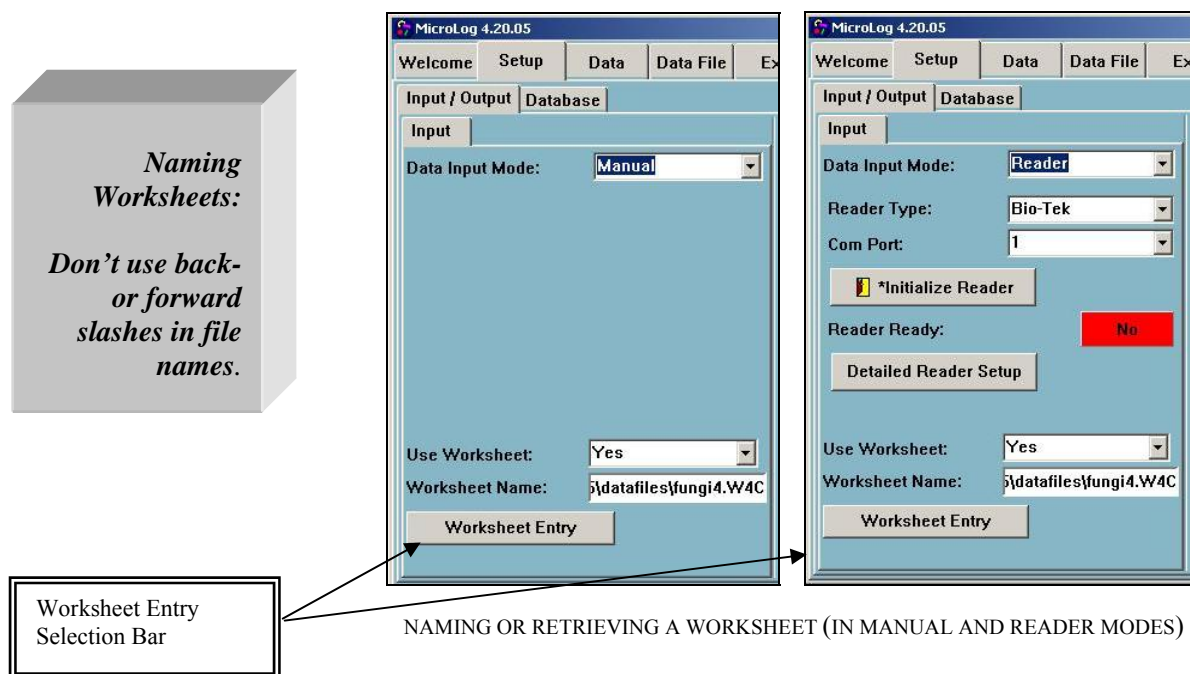 Naming
Worksheets:
Don’t use back-
or forward
slashes in file
names.
MicroLog 4.20.05
Welcome Setup Data Data File Ex
Input / Output Database
Input
Data Input Mode: Manual
Use Worksheet: Yes
Worksheet Name: \datafiles\fungi4.W4C
Worksheet Entry
MicroLog 4.20.05
Welcome Setup Data Data File Ex
Input / Output Database
Input
Data Input Mode: Reader
Reader Type: Bio-Tek
Com Port: 1
*Initialize Reader
Reader Ready: No
Detailed Reader Setup
Use Worksheet: Yes
Worksheet Name: \datafiles\fungi4.W4C
Worksheet Entry
Worksheet Entry
Selection Bar
NAMING OR RETRIEVING A WORKSHEET (IN MANUAL AND READER MODES)